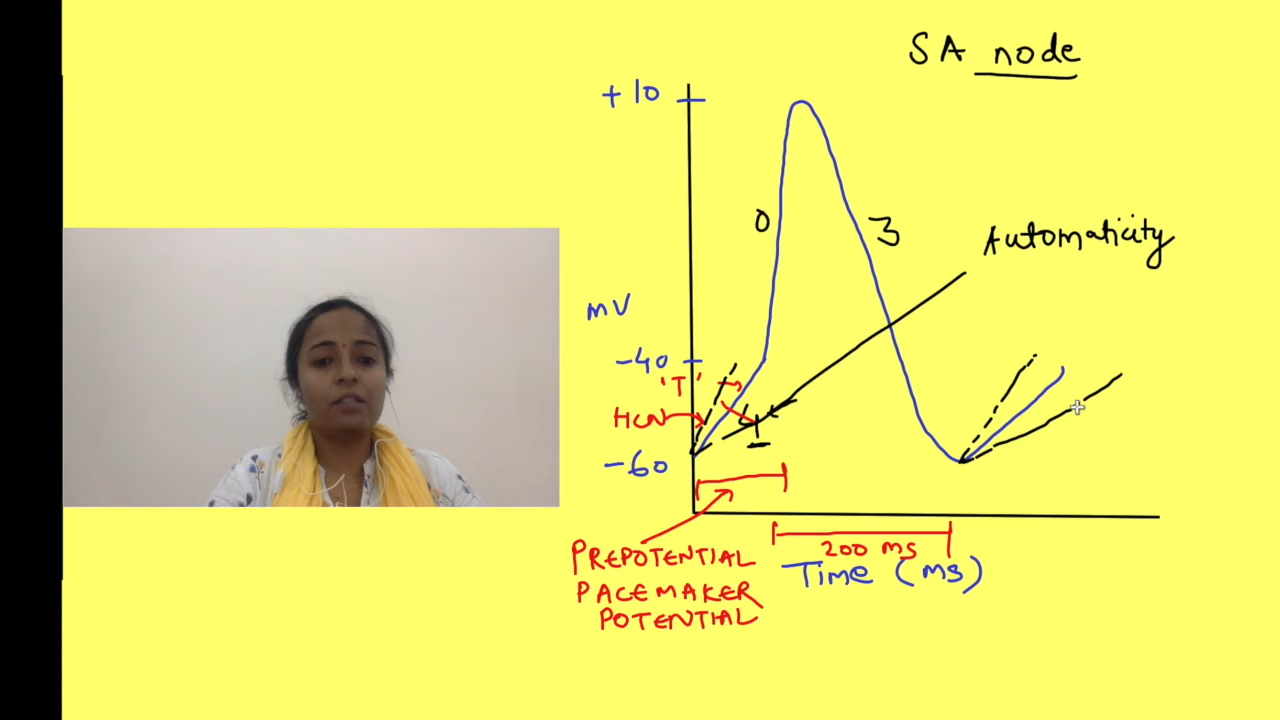 SA node
+10
0
3
Automaticity
mV
-40
'T'
HCN
-60
200 ms
Time (ms)
PREPOTENTIAL
PACEMAKER
POTENTIAL